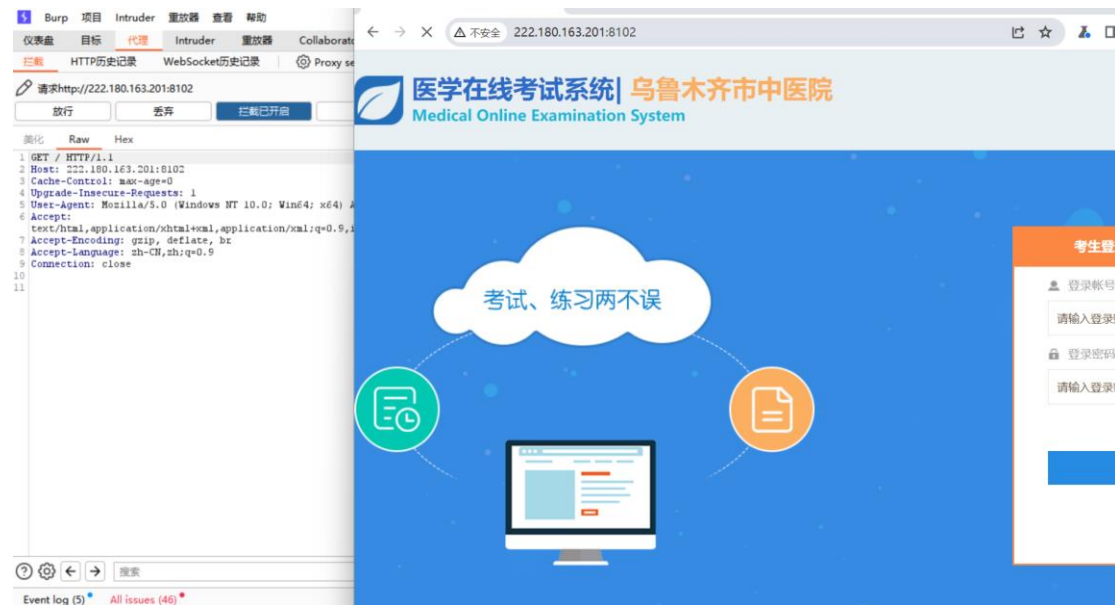 Burp 项目 Intruder 重放器 查看 帮助
仪表盘 目标 代理 Intruder 重放器 Collaborato
拦截 HTTP历史记录 WebSocket历史记录 Proxy se
请求http://222.180.163.201:8102
放行 丢弃 拦截已开启
美化 Raw Hex
1 GET / HTTP/1.1
2 Host: 222.180.163.201:8102
3 Cache-Control: max-age=0
4 Upgrade-Insecure-Requests: 1
5 User-Agent: Mozilla/5.0 (Windows NT 10.0; Win64; x64) A
6 Accept:
text/html,application/xhtml+xml,application/xml;q=0.9,i
7 Accept-Encoding: gzip, deflate, br
8 Accept-Language: zh-CN,zh;q=0.9
9 Connection: close
10
11
搜索
Event log (5) All issues (46)
不安全 222.180.163.201:8102
医学在线考试系统| 乌鲁木齐市中医院
Medical Online Examination System
考试、练习两不误
考生登
登录帐号
请输入登录
登录密码
请输入登录